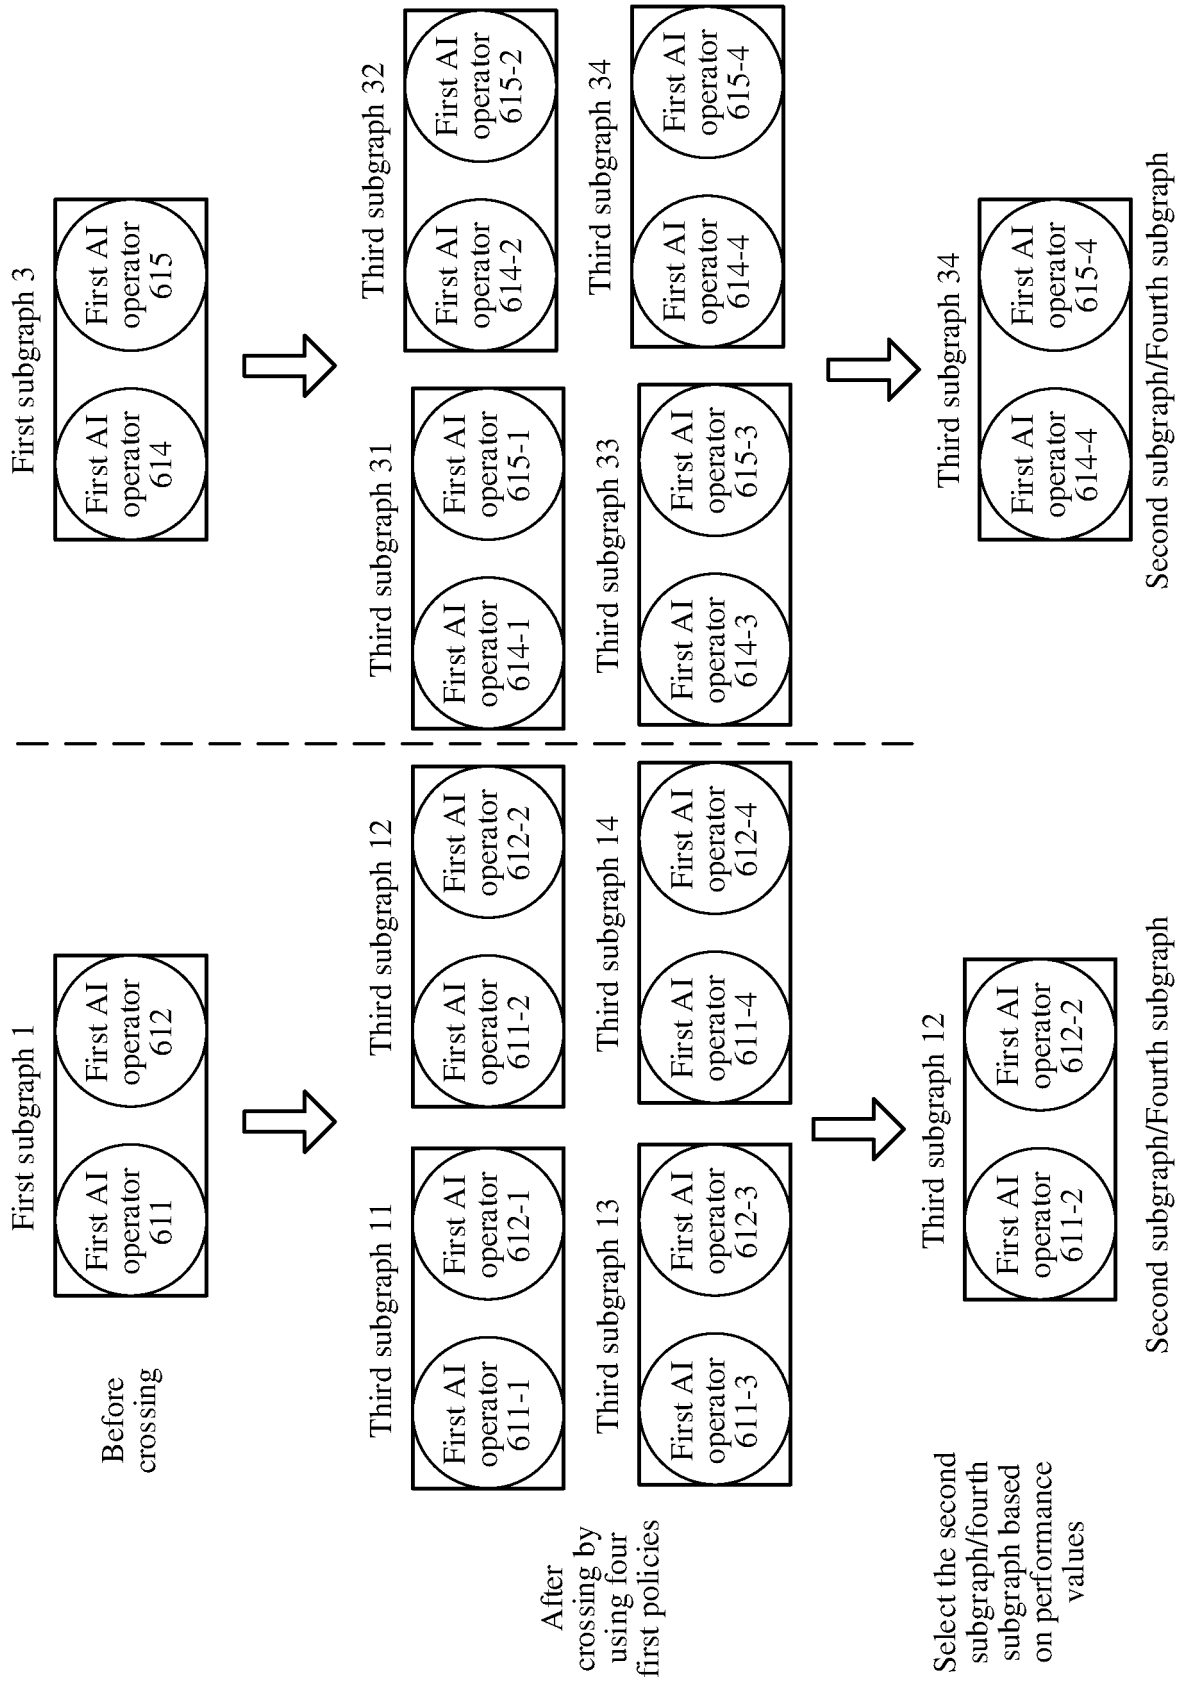 First subgraph 1
First subgraph 3
Before
crossing
First AI
operator
611
First AI
operator
612
First AI
operator
614
First AI
operator
615
Third subgraph 11
Third subgraph 12
Third subgraph 31
Third subgraph 32
After
crossing by
using four
first policies
First AI
operator
611-1
First AI
operator
612-1
First AI
operator
611-2
First AI
operator
612-2
First AI
operator
614-1
First AI
operator
615-1
First AI
operator
614-2
First AI
operator
615-2
Third subgraph 13
Third subgraph 14
Third subgraph 33
Third subgraph 34
First AI
operator
611-3
First AI
operator
612-3
First AI
operator
611-4
First AI
operator
612-4
First AI
operator
614-3
First AI
operator
615-3
First AI
operator
614-4
First AI
operator
615-4
Select the second
subgraph/fourth
subgraph based
on performance
values
Third subgraph 12
First AI
operator
611-2
First AI
operator
612-2
Second subgraph/Fourth subgraph
Third subgraph 34
First AI
operator
614-4
First AI
operator
615-4
Second subgraph/Fourth subgraph